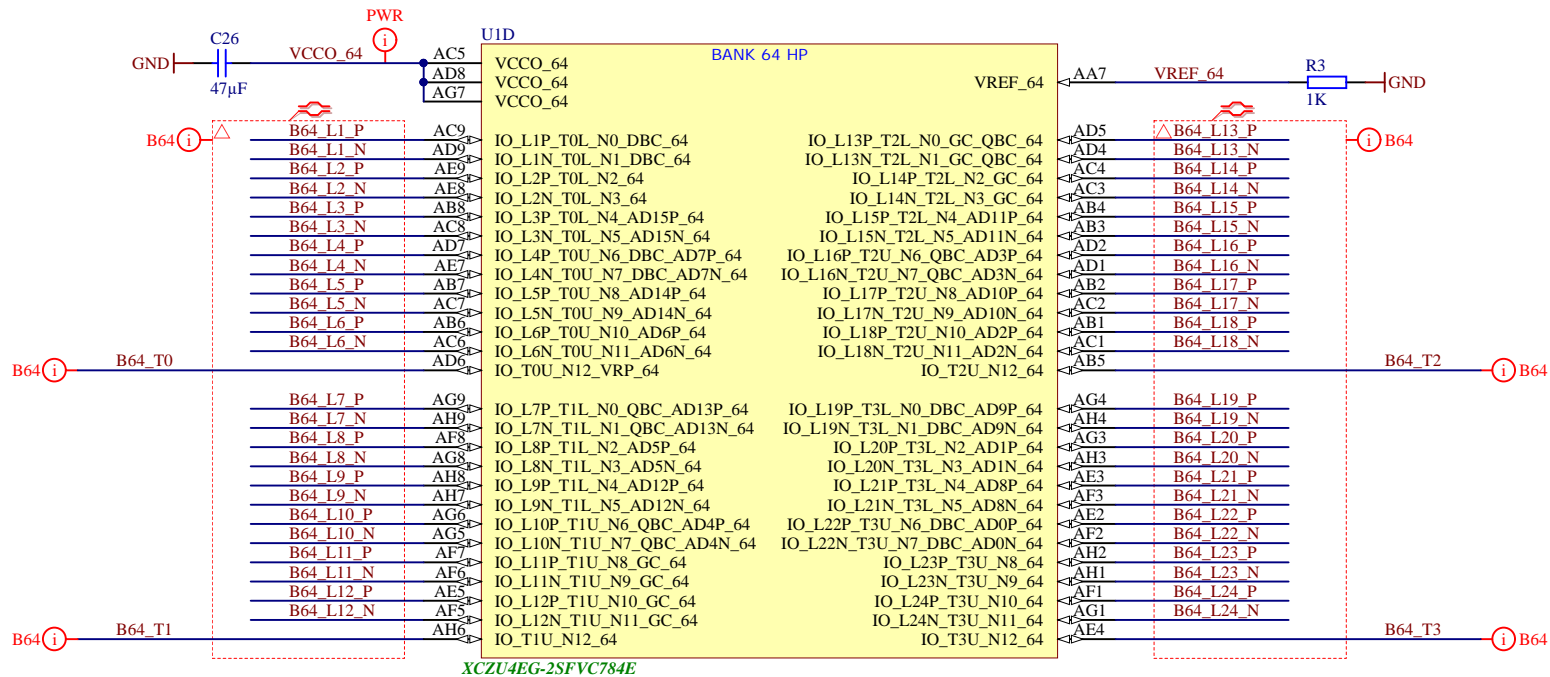 PWR
C26
GND
47µF
VCCO_64
U1D
BANK 64 HP
AC5 VCCO_64
AD8 VCCO_64
AG7 VCCO_64
VREF_64 AA7 VREF_64 R3 1K GND
B64 B64_L1_P AC9 IO_L1P_T0L_N0_DBC_64 IO_L13P_T2L_N0_GC_QBC_64 AD5 B64_L13_P B64
B64_L1_N AD9 IO_L1N_T0L_N1_DBC_64 IO_L13N_T2L_N1_GC_QBC_64 AD4 B64_L13_N
B64_L2_P AE9 IO_L2P_T0L_N2_64 IO_L14P_T2L_N2_GC_64 AC4 B64_L14_P
B64_L2_N AE8 IO_L2N_T0L_N3_64 IO_L14N_T2L_N3_GC_64 AC3 B64_L14_N
B64_L3_P AB8 IO_L3P_T0L_N4_AD15P_64 IO_L15P_T2L_N4_AD11P_64 AB4 B64_L15_P
B64_L3_N AC8 IO_L3N_T0L_N5_AD15N_64 IO_L15N_T2L_N5_AD11N_64 AB3 B64_L15_N
B64_L4_P AD7 IO_L4P_T0U_N6_DBC_AD7P_64 IO_L16P_T2U_N6_QBC_AD3P_64 AD2 B64_L16_P
B64_L4_N AE7 IO_L4N_T0U_N7_DBC_AD7N_64 IO_L16N_T2U_N7_QBC_AD3N_64 AD1 B64_L16_N
B64_L5_P AB7 IO_L5P_T0U_N8_AD14P_64 IO_L17P_T2U_N8_AD10P_64 AB2 B64_L17_P
B64_L5_N AC7 IO_L5N_T0U_N9_AD14N_64 IO_L17N_T2U_N9_AD10N_64 AC2 B64_L17_N
B64_L6_P AB6 IO_L6P_T0U_N10_AD6P_64 IO_L18P_T2U_N10_AD2P_64 AB1 B64_L18_P
B64_L6_N AC6 IO_L6N_T0U_N11_AD6N_64 IO_L18N_T2U_N11_AD2N_64 AC1 B64_L18_N
B64 B64_T0 AD6 IO_T0U_N12_VRP_64 IO_T2U_N12_64 AB5 B64_T2 B64
B64_L7_P AG9 IO_L7P_T1L_N0_QBC_AD13P_64 IO_L19P_T3L_N0_DBC_AD9P_64 AG4 B64_L19_P
B64_L7_N AH9 IO_L7N_T1L_N1_QBC_AD13N_64 IO_L19N_T3L_N1_DBC_AD9N_64 AH4 B64_L19_N
B64_L8_P AF8 IO_L8P_T1L_N2_AD5P_64 IO_L20P_T3L_N2_AD1P_64 AG3 B64_L20_P
B64_L8_N AG8 IO_L8N_T1L_N3_AD5N_64 IO_L20N_T3L_N3_AD1N_64 AH3 B64_L20_N
B64_L9_P AH8 IO_L9P_T1L_N4_AD12P_64 IO_L21P_T3L_N4_AD8P_64 AE3 B64_L21_P
B64_L9_N AH7 IO_L9N_T1L_N5_AD12N_64 IO_L21N_T3L_N5_AD8N_64 AF3 B64_L21_N
B64_L10_P AG6 IO_L10P_T1U_N6_QBC_AD4P_64 IO_L22P_T3U_N6_DBC_AD0P_64 AE2 B64_L22_P
B64_L10_N AG5 IO_L10N_T1U_N7_QBC_AD4N_64 IO_L22N_T3U_N7_DBC_AD0N_64 AF2 B64_L22_N
B64_L11_P AF7 IO_L11P_T1U_N8_GC_64 IO_L23P_T3U_N8_64 AH2 B64_L23_P
B64_L11_N AF6 IO_L11N_T1U_N9_GC_64 IO_L23N_T3U_N9_64 AH1 B64_L23_N
B64_L12_P AE5 IO_L12P_T1U_N10_GC_64 IO_L24P_T3U_N10_64 AF1 B64_L24_P
B64_L12_N AF5 IO_L12N_T1U_N11_GC_64 IO_L24N_T3U_N11_64 AG1 B64_L24_N
B64 B64_T1 AH6 IO_T1U_N12_64 IO_T3U_N12_64 AE4 B64_T3 B64
XCZU4EG-2SFVC784E